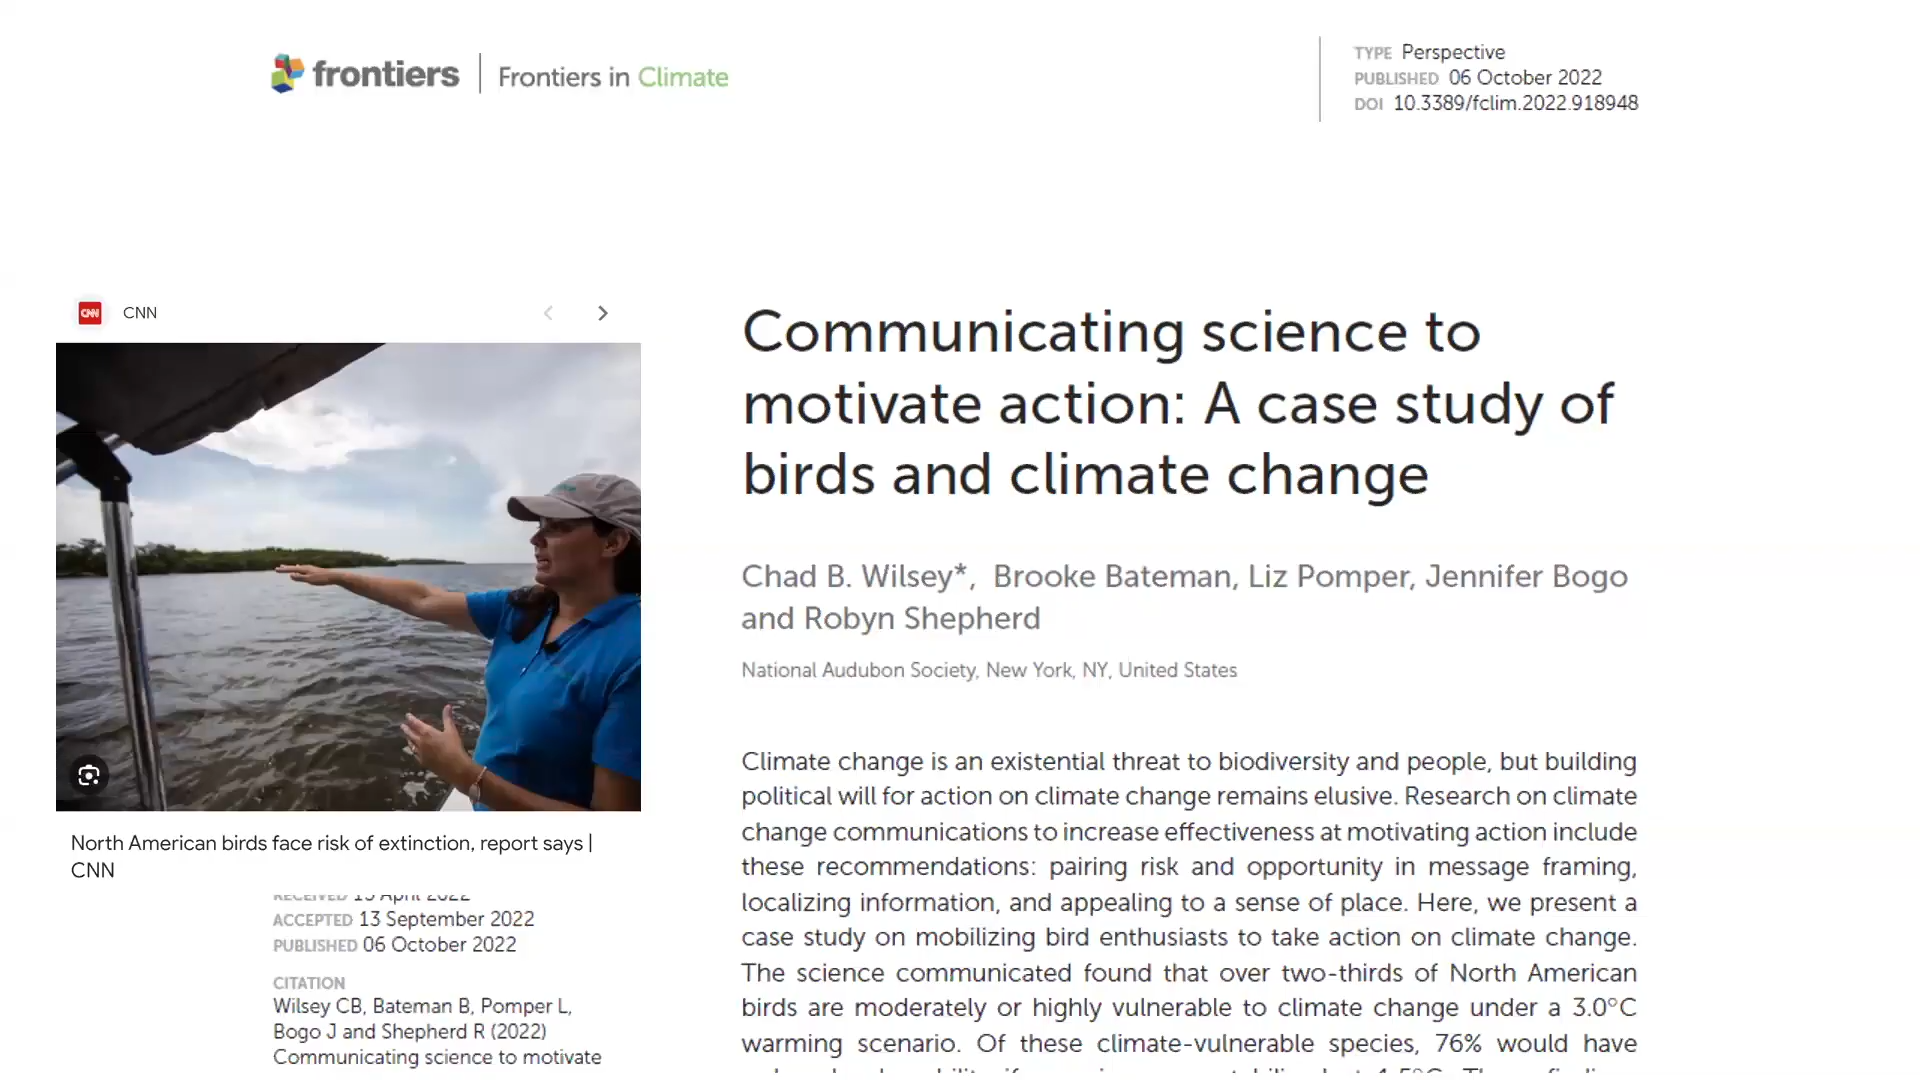 frontiers
Frontiers in Climate
TYPE Perspective
PUBLISHED 06 October 2022
DOI 10.3389/fclim.2022.918948
CNN
CNN
North American birds face risk of extinction, report says |
CNN
RECEIVED 15 April 2022
ACCEPTED 13 September 2022
PUBLISHED 06 October 2022
CITATION
Wilsey CB, Bateman B, Pomper L,
Bogo J and Shepherd R (2022)
Communicating science to motivate
Communicating science to
motivate action: A case study of
birds and climate change
Chad B. Wilsey*, Brooke Bateman, Liz Pomper, Jennifer Bogo
and Robyn Shepherd
National Audubon Society, New York, NY, United States
Climate change is an existential threat to biodiversity and people, but building
political will for action on climate change remains elusive. Research on climate
change communications to increase effectiveness at motivating action include
these recommendations: pairing risk and opportunity in message framing,
localizing information, and appealing to a sense of place. Here, we present a
case study on mobilizing bird enthusiasts to take action on climate change.
The science communicated found that over two-thirds of North American
birds are moderately or highly vulnerable to climate change under a 3.0°C
warming scenario. Of these climate-vulnerable species, 76% would have